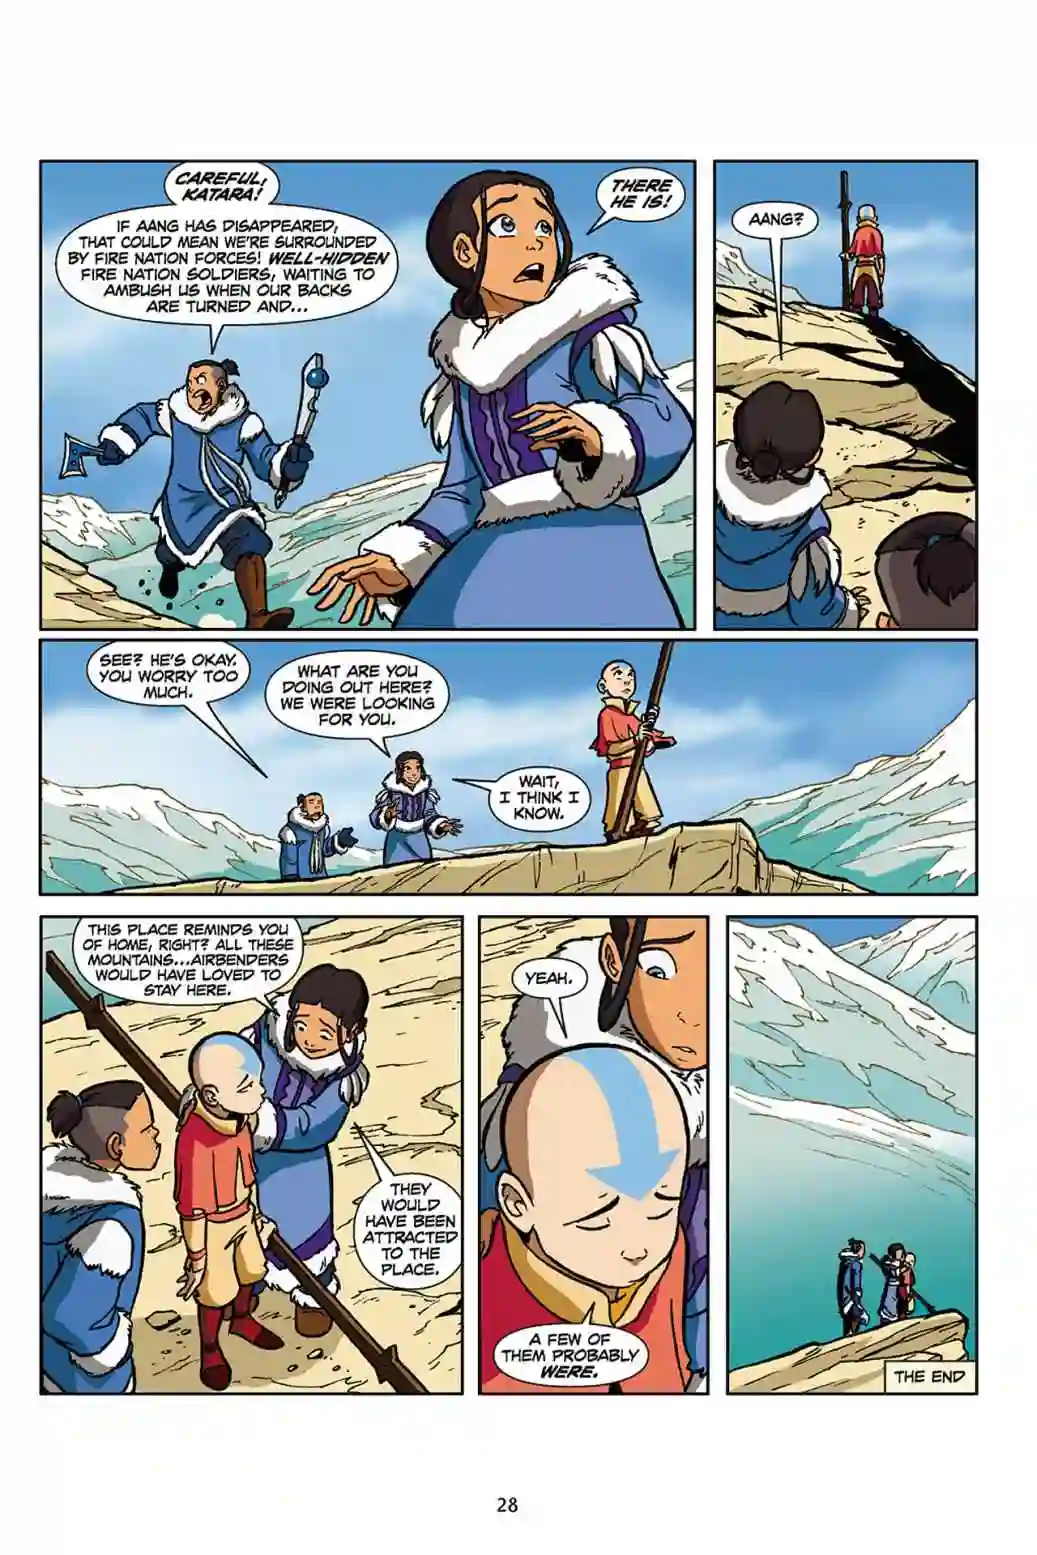 CAREFUL,
KATARA!
IF AANG HAS DISAPPEARED,
THAT COULD MEAN WE'RE SURROUNDED
BY FIRE NATION FORCES! WELL-HIDDEN
FIRE NATION SOLDIERS, WAITING TO
AMBUSH US WHEN OUR BACKS
ARE TURNED AND...
THERE
HE IS!
AANG?
SEE? HE'S OKAY.
YOU WORRY TOO
MUCH.
WHAT ARE YOU
DOING OUT HERE?
WE WERE LOOKING
FOR YOU.
WAIT,
I THINK I
KNOW.
THIS PLACE REMINDS YOU
OF HOME, RIGHT? ALL THESE
MOUNTAINS...AIRBENDERS
WOULD HAVE LOVED TO
STAY HERE.
THEY
WOULD
HAVE BEEN
ATTRACTED
TO THE
PLACE.
YEAH.
A FEW OF
THEM PROBABLY
WERE.
THE END
28